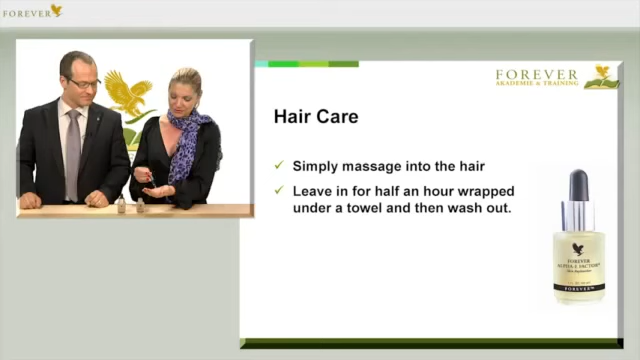 FOREVER
FOREVER
AKADEMIE & TRAINING
Hair Care
Simply massage into the hair
Leave in for half an hour wrapped
under a towel and then wash out.
FOREVER
ALPHA-E FACTOR
FOREVER